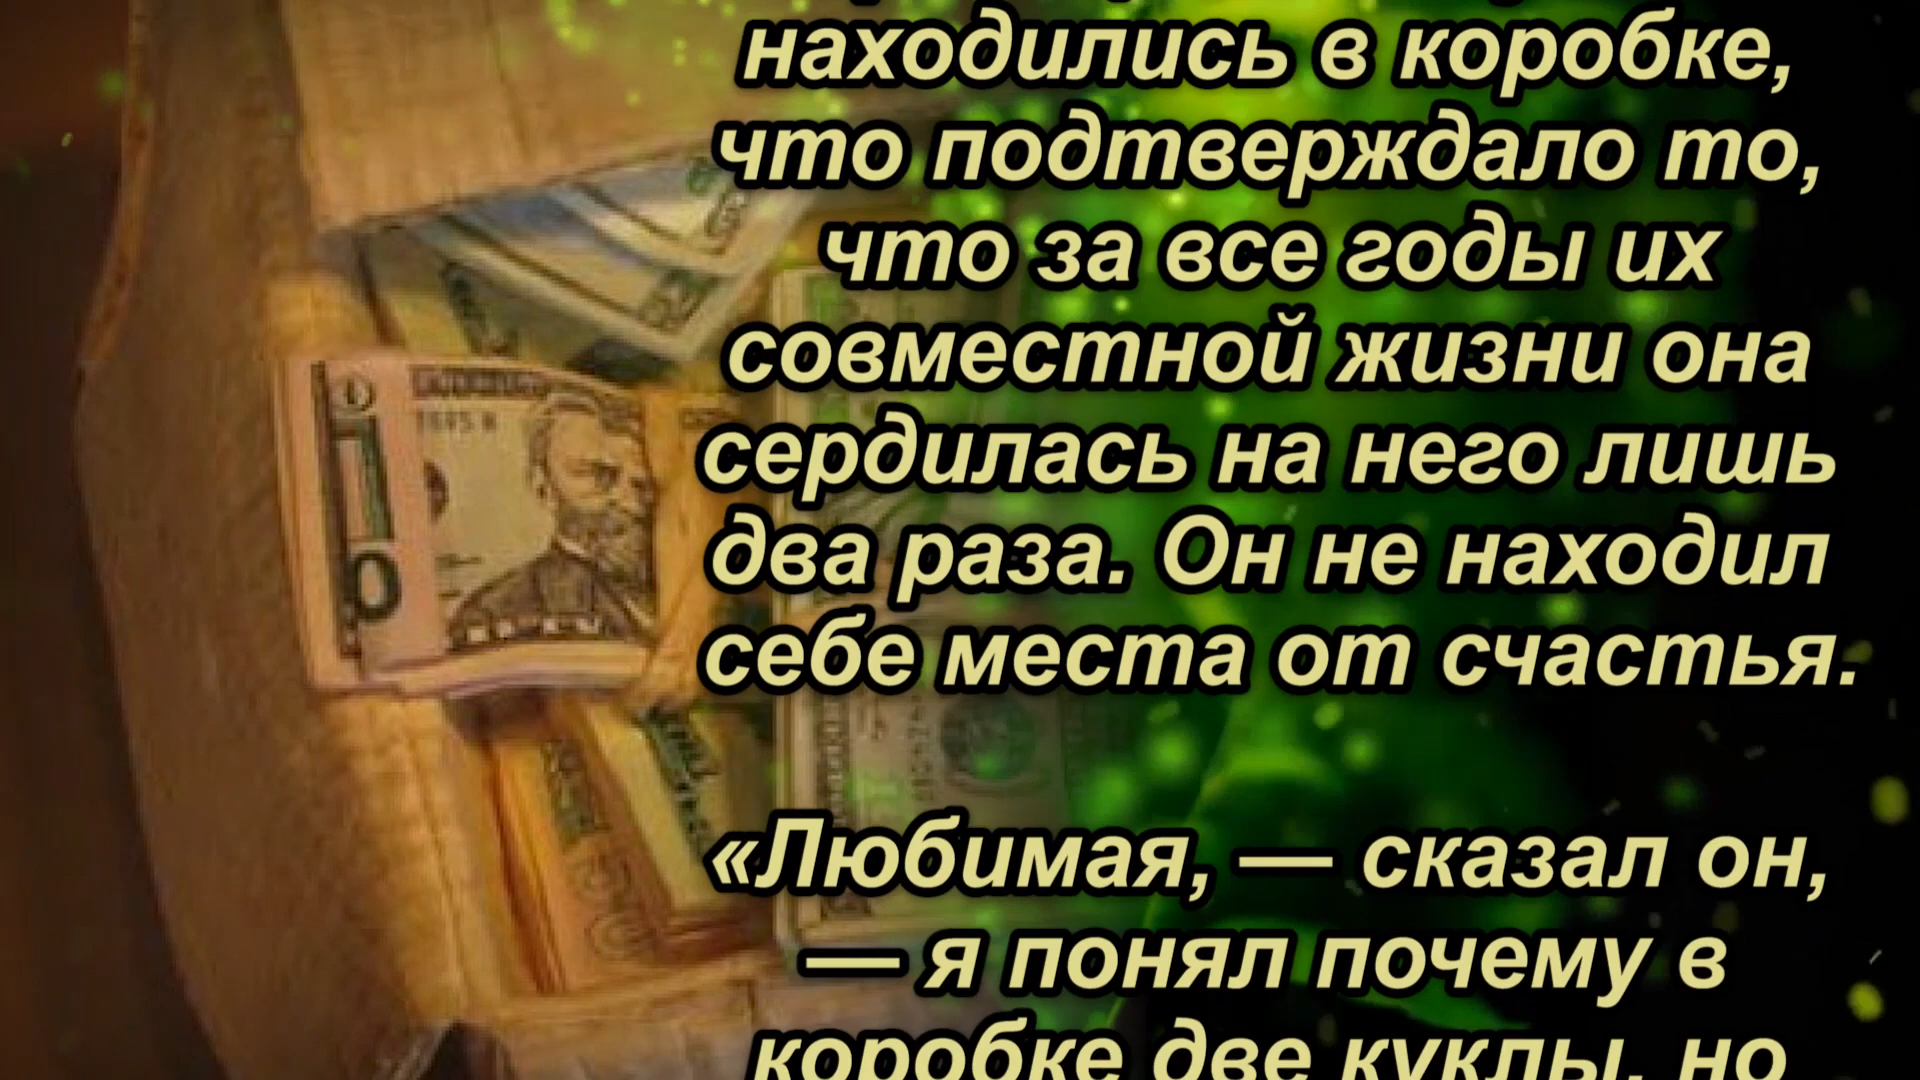 находились в коробке,
что подтверждало то,
что за все годы их
совместной жизни она
сердилась на него лишь
два раза. Он не находил
себе места от счастья.
«Любимая, — сказал он,
— я понял почему в
коробке две куклы, но